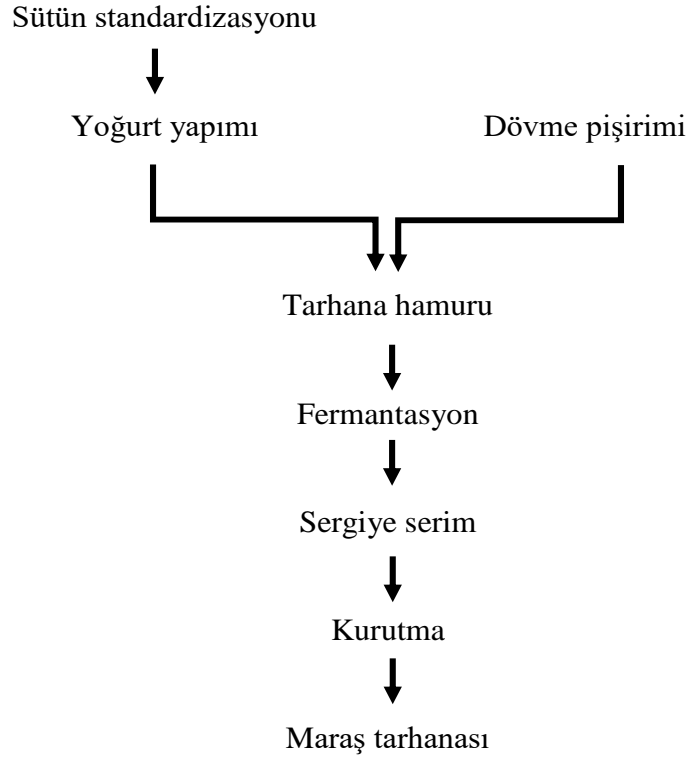 Sütün standardizasyonu
Yoğurt yapımı
Dövme pişirimi
Tarhana hamuru
Fermantasyon
Sergiye serim
Kurutma
Maraş tarhanası